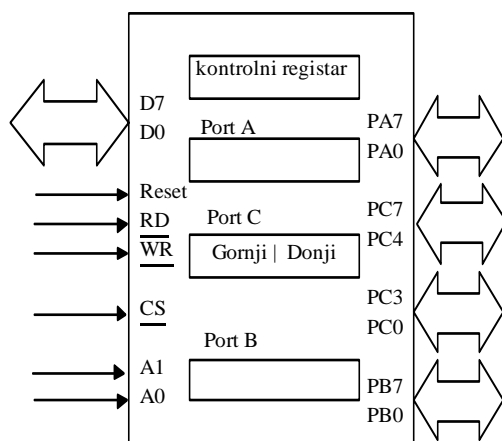 kontrolni registar
D7
D0
Port A
PA7
PA0
Reset
RD
WR
Port C
Gornji | Donji
PC7
PC4
CS
PC3
PC0
Port B
A1
A0
PB7
PB0